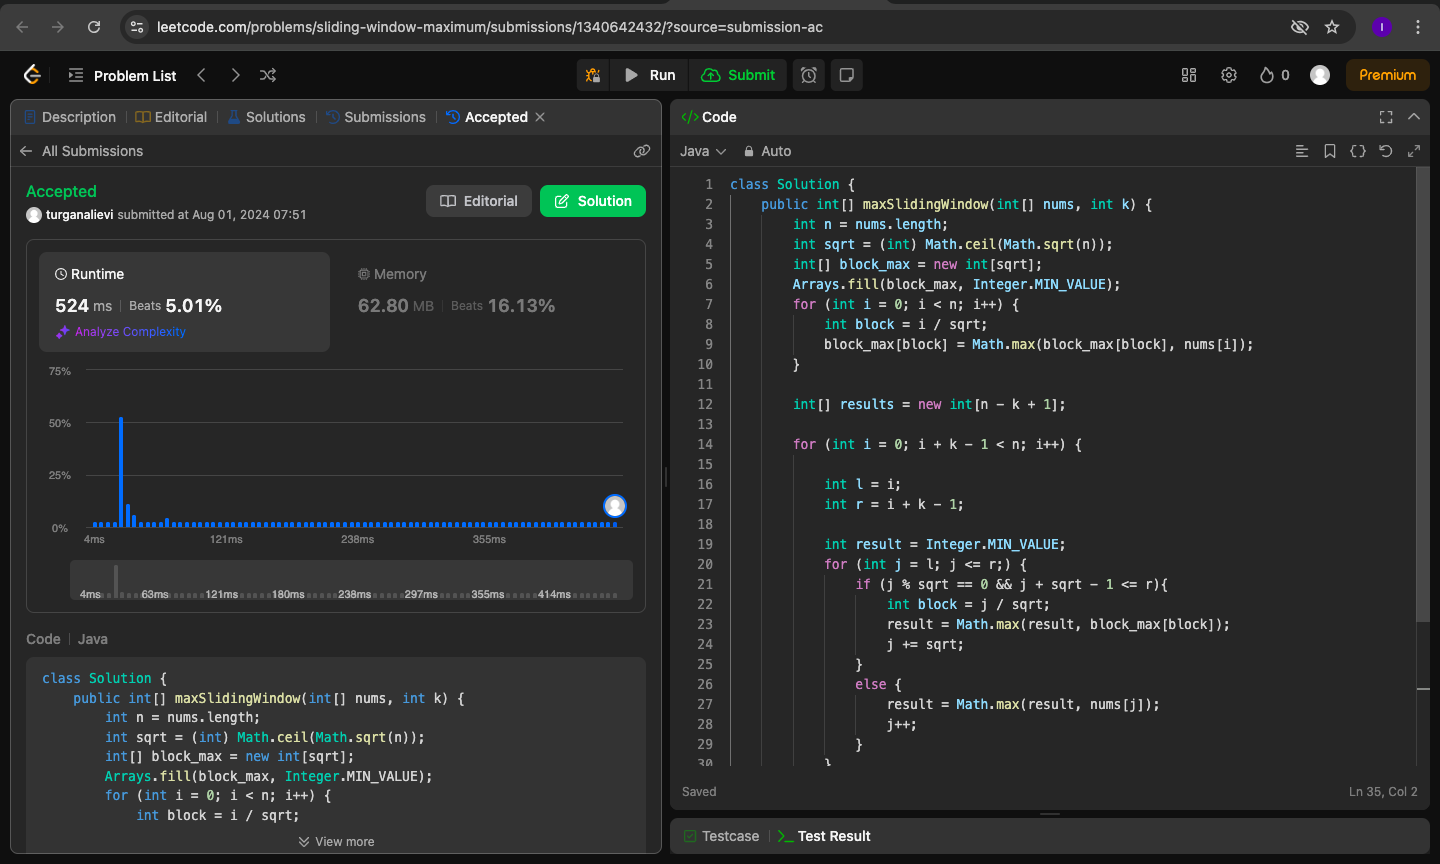 leetcode.com/problems/sliding-window-maximum/submissions/1340642432/?source=submission-ac
I
Problem List
Run
Submit
0
Premium
Description
Editorial
Solutions
Submissions
Accepted
All Submissions
Accepted
turganalievi submitted at Aug 01, 2024 07:51
Editorial
Solution
Runtime
524 ms | Beats 5.01%
Analyze Complexity
Memory
62.80 MB | Beats 16.13%
75%
50%
25%
0%
4ms 121ms 238ms 355ms
4ms 63ms 121ms 180ms 238ms 297ms 355ms 414ms
Code | Java
class Solution {
    public int[] maxSlidingWindow(int[] nums, int k) {
        int n = nums.length;
        int sqrt = (int) Math.ceil(Math.sqrt(n));
        int[] block_max = new int[sqrt];
        Arrays.fill(block_max, Integer.MIN_VALUE);
        for (int i = 0; i < n; i++) {
            int block = i / sqrt;
View more
</> Code
Java
Auto
1 class Solution {
2     public int[] maxSlidingWindow(int[] nums, int k) {
3         int n = nums.length;
4         int sqrt = (int) Math.ceil(Math.sqrt(n));
5         int[] block_max = new int[sqrt];
6         Arrays.fill(block_max, Integer.MIN_VALUE);
7         for (int i = 0; i < n; i++) {
8             int block = i / sqrt;
9             block_max[block] = Math.max(block_max[block], nums[i]);
10         }
11
12         int[] results = new int[n - k + 1];
13
14         for (int i = 0; i + k - 1 < n; i++) {
15
16             int l = i;
17             int r = i + k - 1;
18
19             int result = Integer.MIN_VALUE;
20             for (int j = l; j <= r;) {
21                 if (j % sqrt == 0 && j + sqrt - 1 <= r){
22                     int block = j / sqrt;
23                     result = Math.max(result, block_max[block]);
24                     j += sqrt;
25                 }
26                 else {
27                     result = Math.max(result, nums[j]);
28                     j++;
29                 }
30             }
Saved
Ln 35, Col 2
Testcase
Test Result